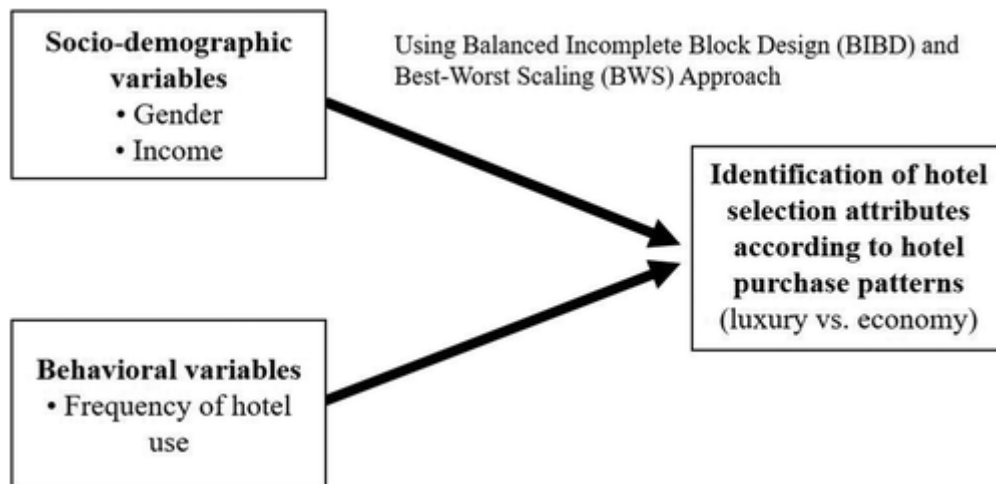 Socio-demographic
variables
• Gender
• Income
Using Balanced Incomplete Block Design (BIBD) and
Best-Worst Scaling (BWS) Approach
Identification of hotel
selection attributes
according to hotel
purchase patterns
(luxury vs. economy)
Behavioral variables
• Frequency of hotel
use